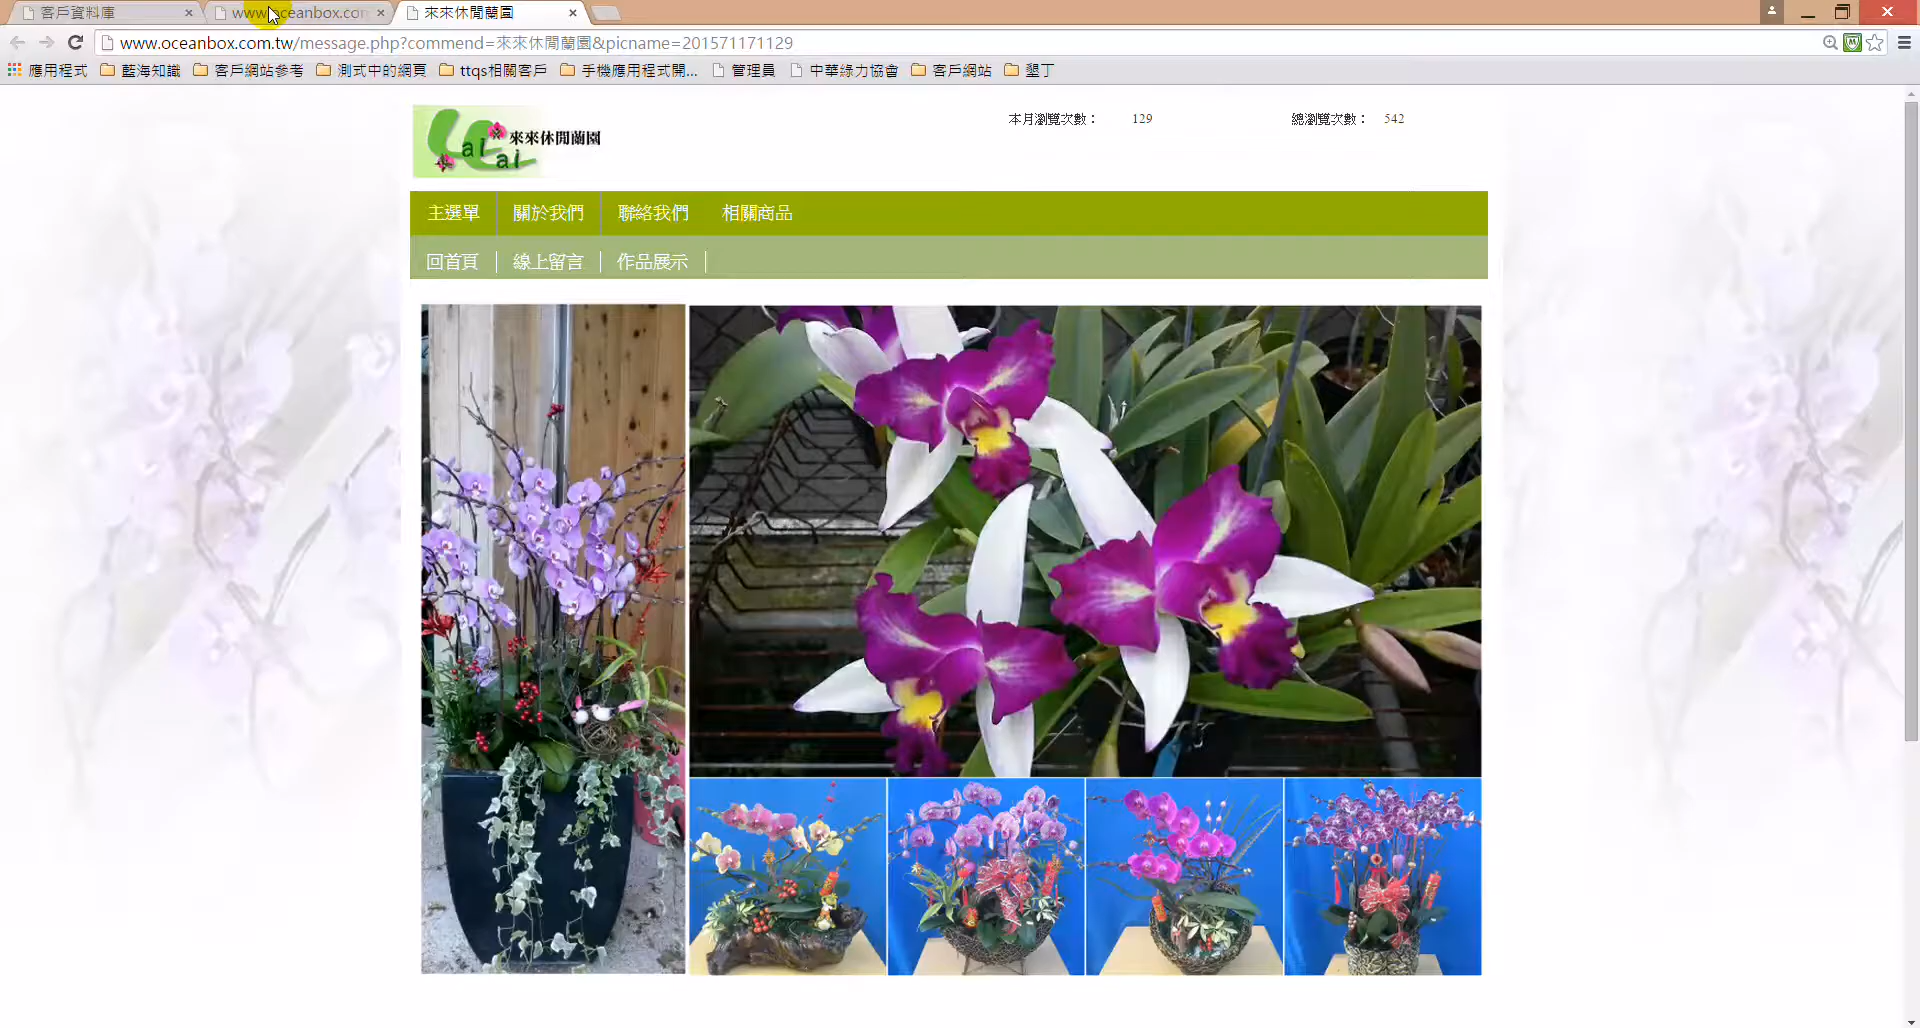 客戶資料庫
www.oceanbox.com
來來休閒蘭園
www.oceanbox.com.tw/message.php?commend=來來休閒蘭園&picname=201571171129
應用程式 藍海知識 客戶網站參考 測式中的網頁 ttqs相關客戶 手機應用程式開... 管理員 中華綠力協會 客戶網站 墾丁
Lai Lai 來來休閒蘭園
本月瀏覽次數： 129 總瀏覽次數： 542
主選單 關於我們 聯絡我們 相關商品
回首頁 線上留言 作品展示